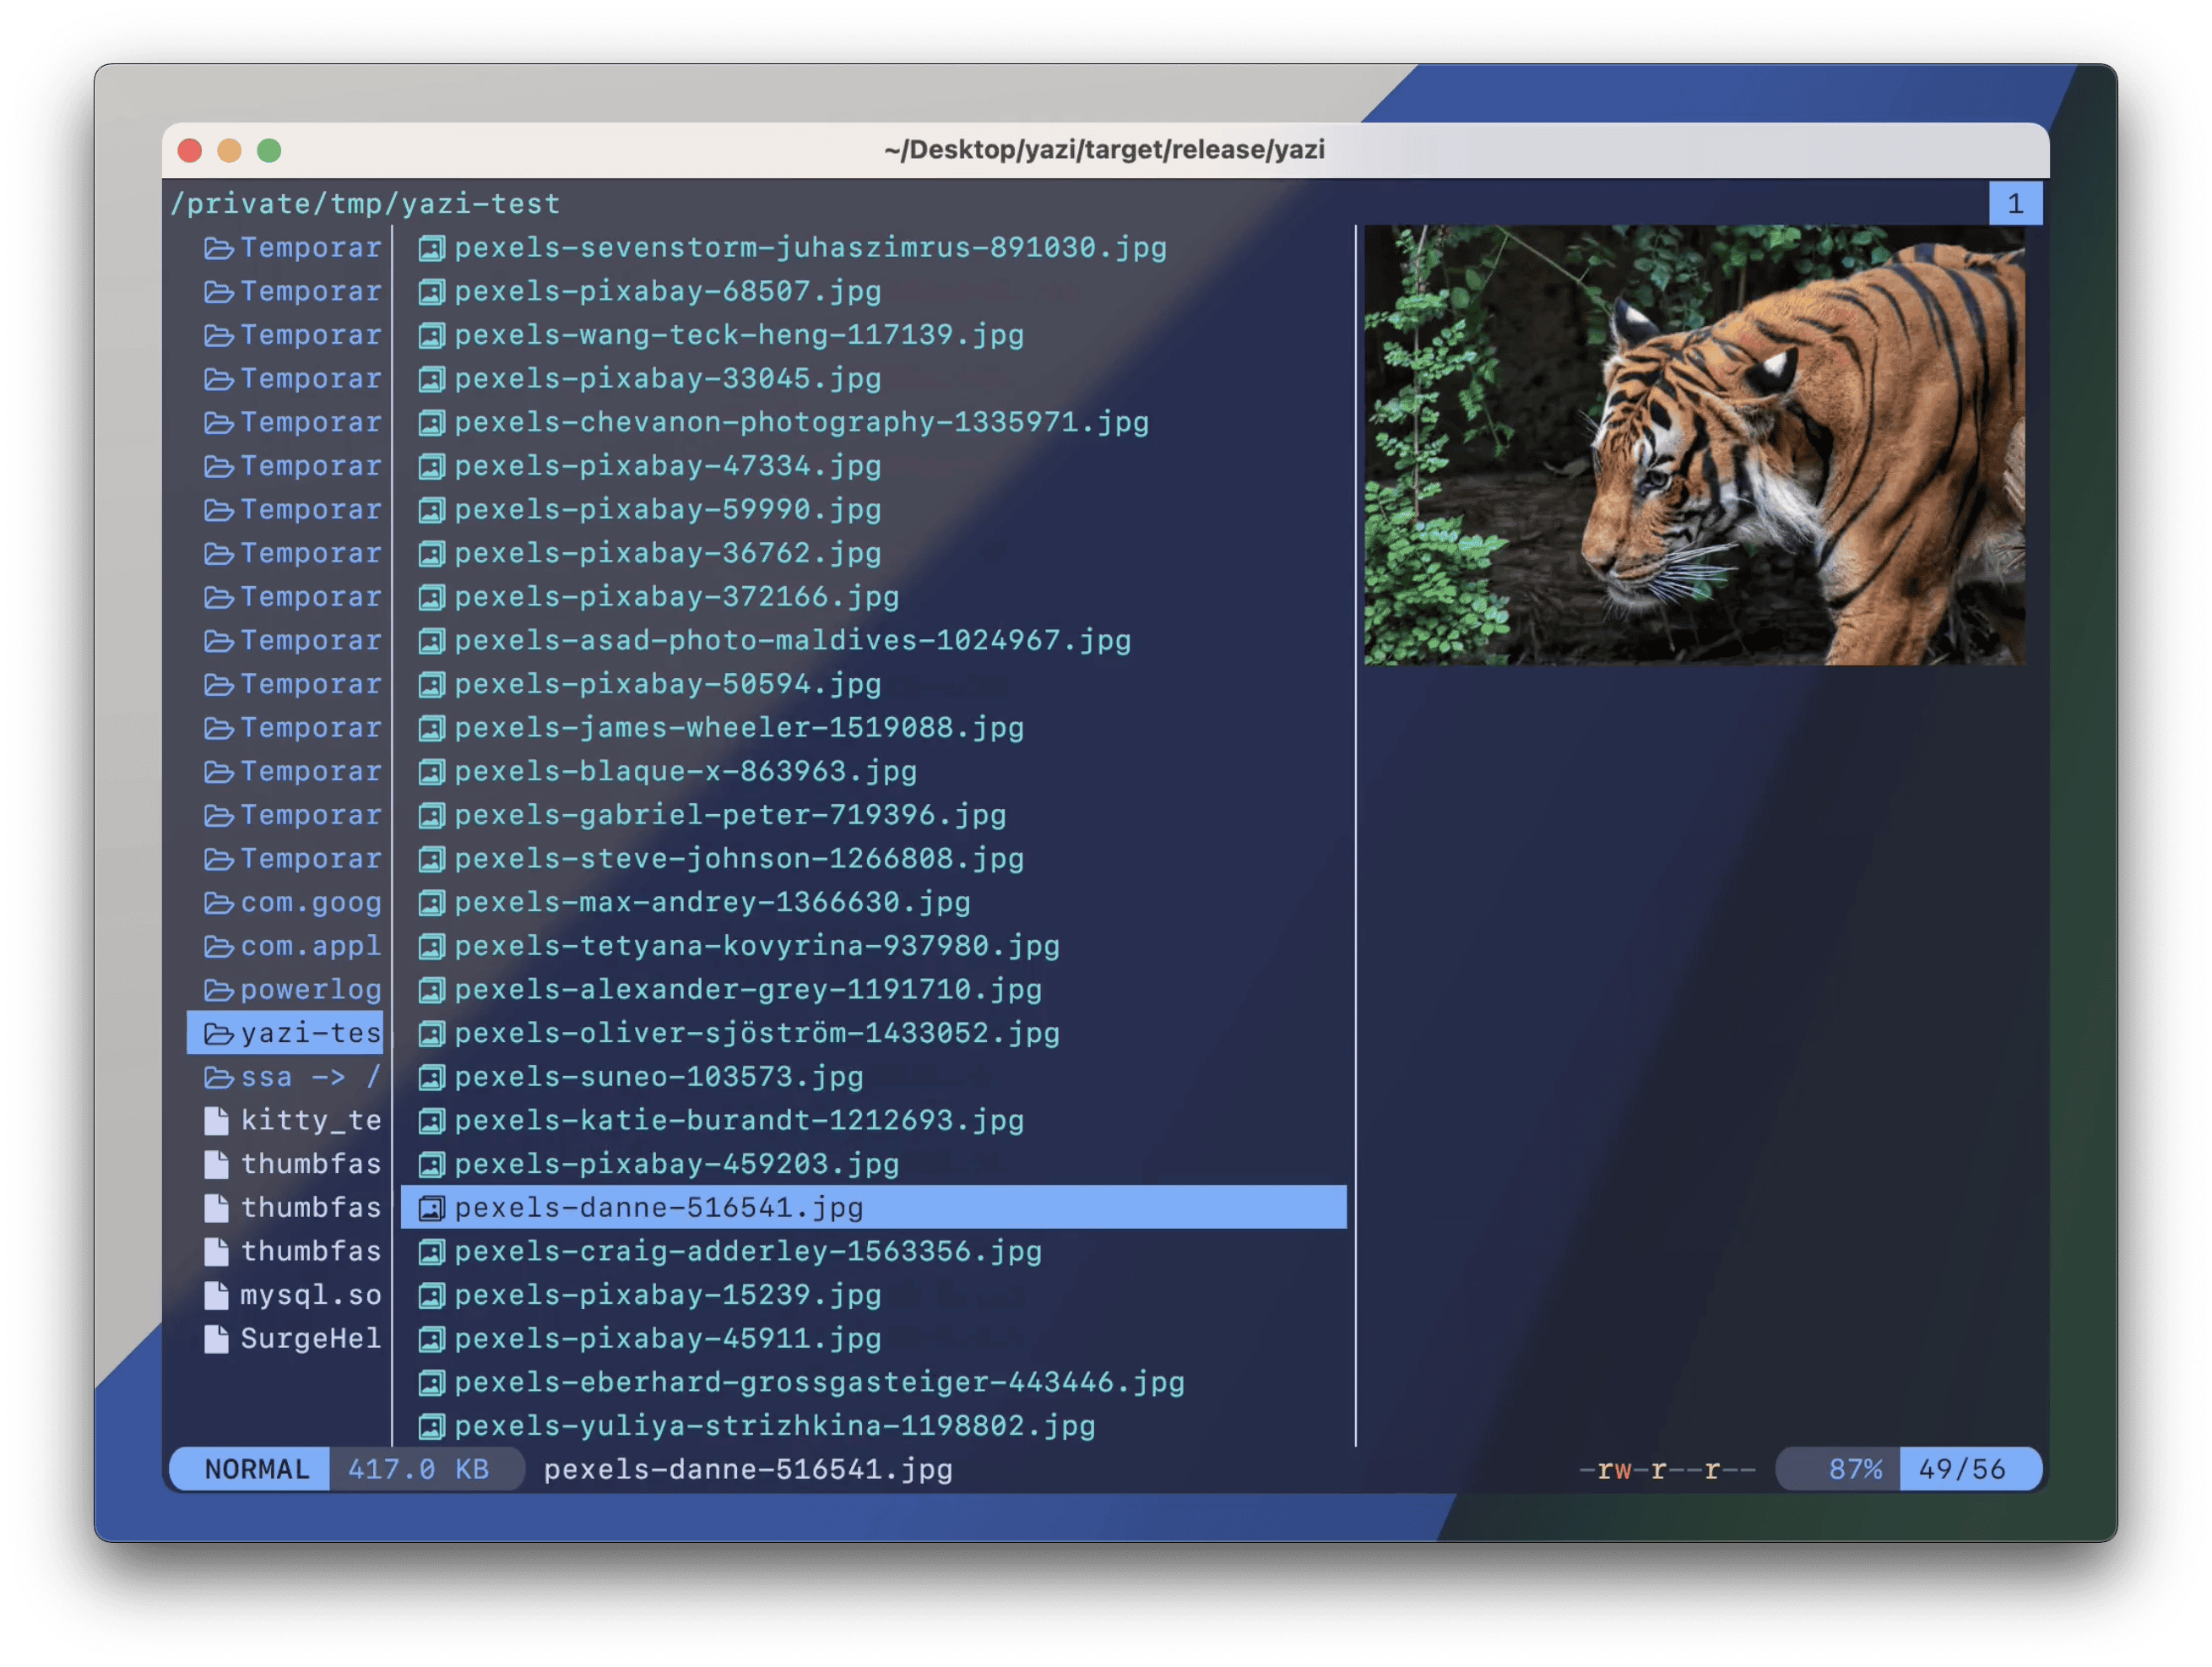 ~/Desktop/yazi/target/release/yazi
/private/tmp/yazi-test 1
Temporar pexels-sevenstorm-juhaszimrus-891030.jpg
Temporar pexels-pixabay-68507.jpg
Temporar pexels-wang-teck-heng-117139.jpg
Temporar pexels-pixabay-33045.jpg
Temporar pexels-chevanon-photography-1335971.jpg
Temporar pexels-pixabay-47334.jpg
Temporar pexels-pixabay-59990.jpg
Temporar pexels-pixabay-36762.jpg
Temporar pexels-pixabay-372166.jpg
Temporar pexels-asad-photo-maldives-1024967.jpg
Temporar pexels-pixabay-50594.jpg
Temporar pexels-james-wheeler-1519088.jpg
Temporar pexels-blaque-x-863963.jpg
Temporar pexels-gabriel-peter-719396.jpg
Temporar pexels-steve-johnson-1266808.jpg
com.goog pexels-max-andrey-1366630.jpg
com.appl pexels-tetyana-kovyrina-937980.jpg
powerlog pexels-alexander-grey-1191710.jpg
yazi-tes pexels-oliver-sjöström-1433052.jpg
ssa -> / pexels-suneo-103573.jpg
kitty_te pexels-katie-burandt-1212693.jpg
thumbfas pexels-pixabay-459203.jpg
thumbfas pexels-danne-516541.jpg
thumbfas pexels-craig-adderley-1563356.jpg
mysql.so pexels-pixabay-15239.jpg
SurgeHel pexels-pixabay-45911.jpg
pexels-eberhard-grossgasteiger-443446.jpg
pexels-yuliya-strizhkina-1198802.jpg
NORMAL 417.0 KB pexels-danne-516541.jpg -rw-r--r-- 87% 49/56